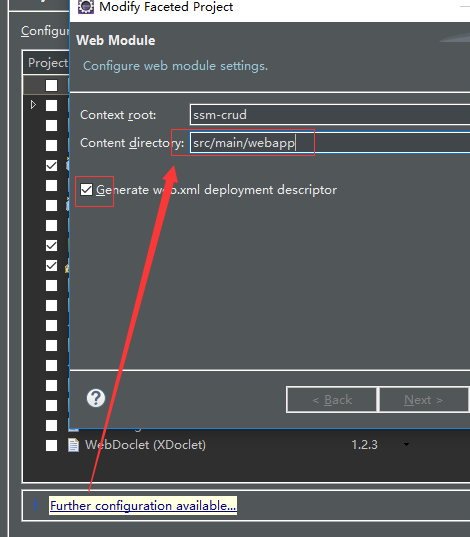 Modify Faceted Project
Web Module
Configure web module settings.
Configur
Project
Context root:
ssm-crud
Content directory:
src/main/webapp
Generate web.xml deployment descriptor
< Back
Next >
WebDoclet (XDoclet)
1.2.3
Further configuration available...